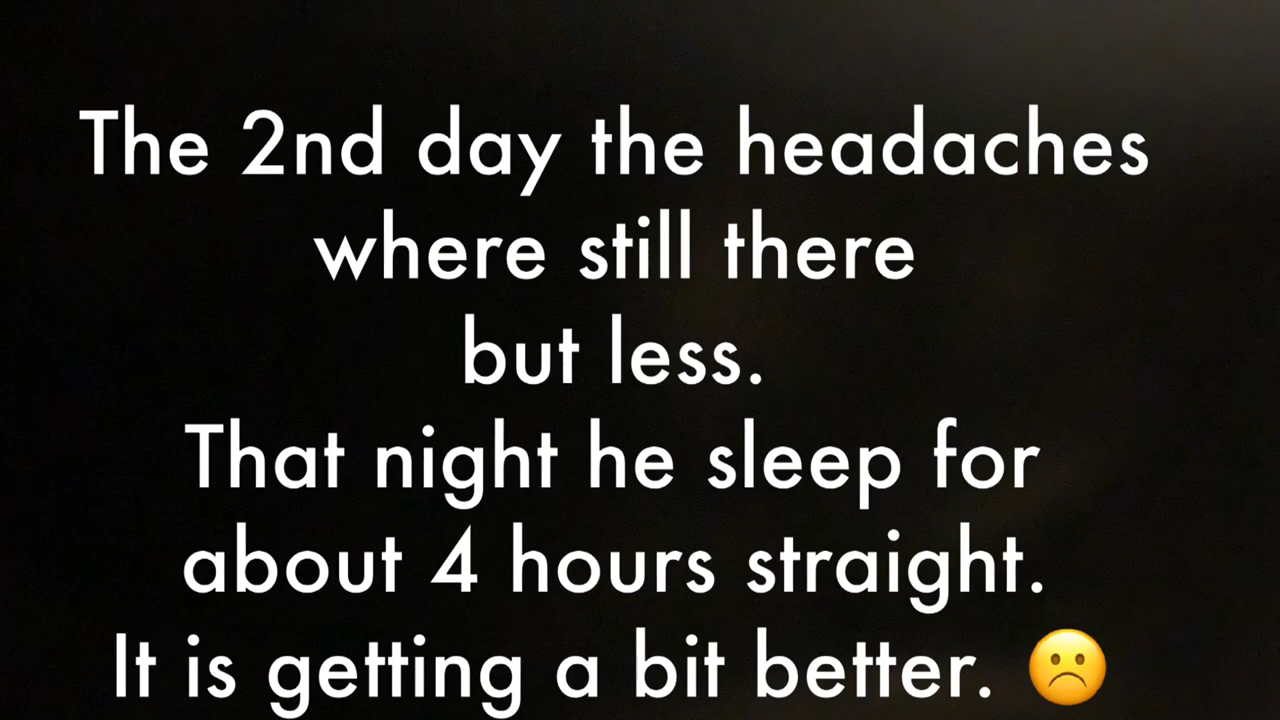 The 2nd day the headaches
where still there
but less.
That night he sleep for
about 4 hours straight.
It is getting a bit better. ☹️